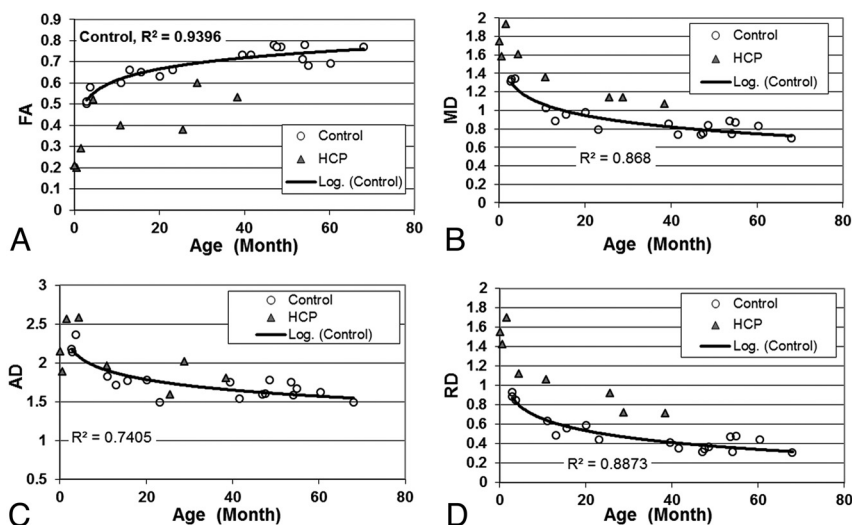 0.9
0.8
0.7
0.6
0.5
0.4
0.3
0.2
0.1
0
FA
Control, R² = 0.9396
Control
HCP
Log. (Control)
0 20 40 60 80
Age (Month)
A
2
1.8
1.6
1.4
1.2
1
0.8
0.6
0.4
0.2
0
MD
Control
HCP
Log. (Control)
R² = 0.868
0 20 40 60 80
Age (Month)
B
3
2.5
2
1.5
1
0.5
AD
Control
HCP
Log. (Control)
R² = 0.7405
0 20 40 60 80
Age (Month)
C
2
1.8
1.6
1.4
1.2
1
0.8
0.6
0.4
0.2
0
RD
Control
HCP
Log. (Control)
R² = 0.8873
0 20 40 60 80
Age (Month)
D